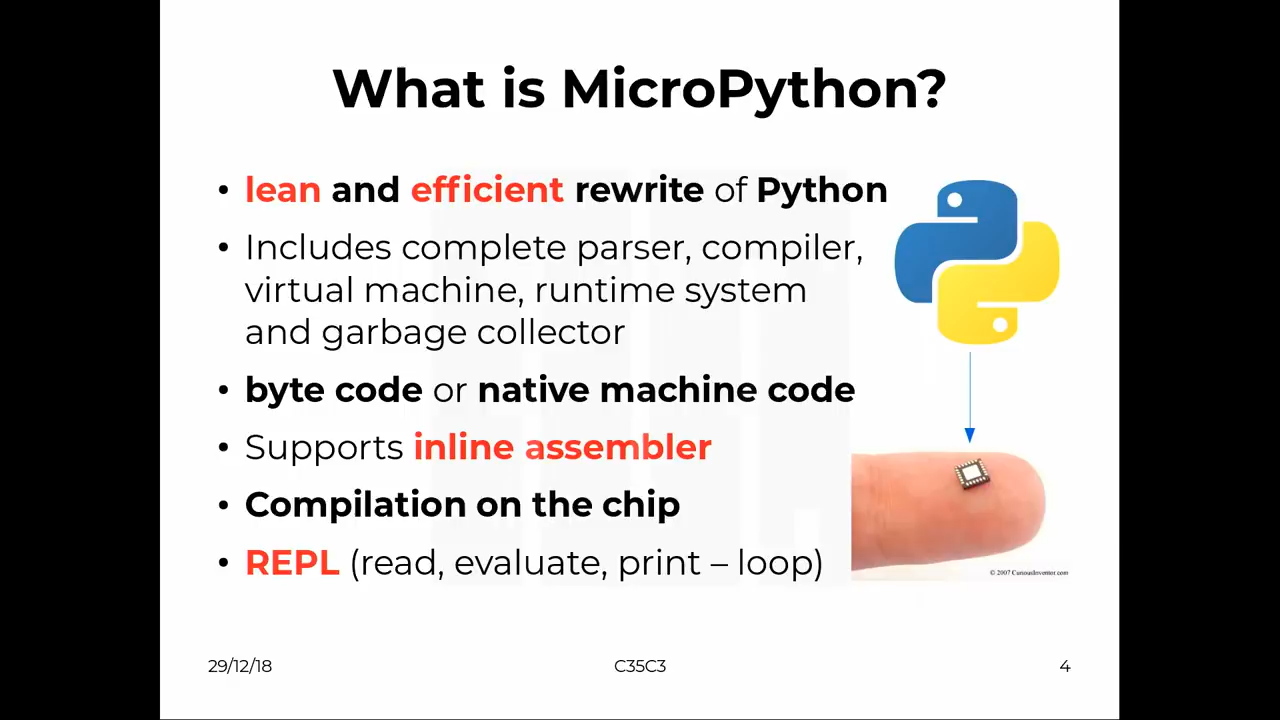 What is MicroPython?
• lean and efficient rewrite of Python
• Includes complete parser, compiler,
virtual machine, runtime system
and garbage collector
• byte code or native machine code
• Supports inline assembler
• Compilation on the chip
• REPL (read, evaluate, print – loop)
© 2007 CuriousInventor.com
29/12/18
C35C3
4